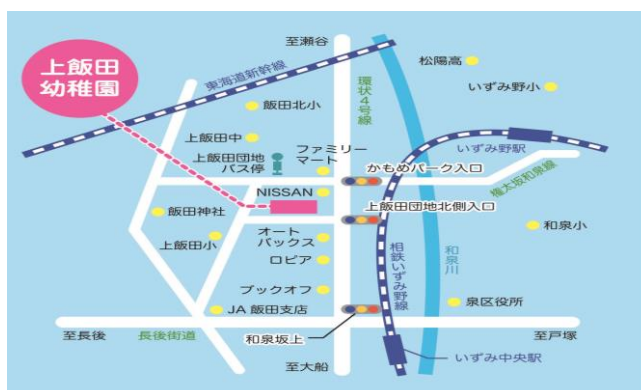 至瀬谷
上飯田
幼稚園
東海道新幹線
環状4号線
松陽高
いずみ野小
飯田北小
上飯田中
ファミリー
マート
いずみ野駅
上飯田団地
バス停
かもめパーク入口
権太坂和泉線
NISSAN
上飯田団地北側入口
飯田神社
上飯田小
オート
バックス
和泉小
ロピア
相鉄いずみ野線
和泉川
ブックオフ
泉区役所
JA 飯田支店
至長後
長後街道
和泉坂上
至戸塚
いずみ中央駅
至大船